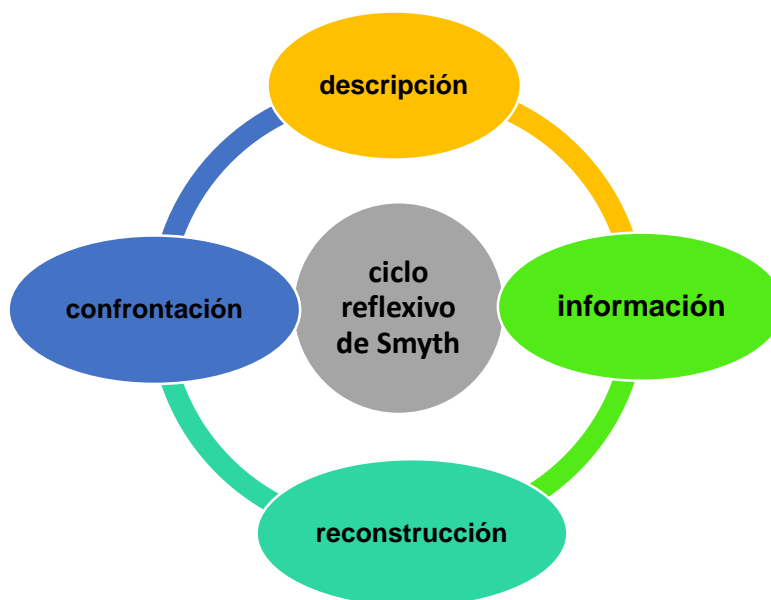 descripción
ciclo
reflexivo
de Smyth
confrontación
información
reconstrucción